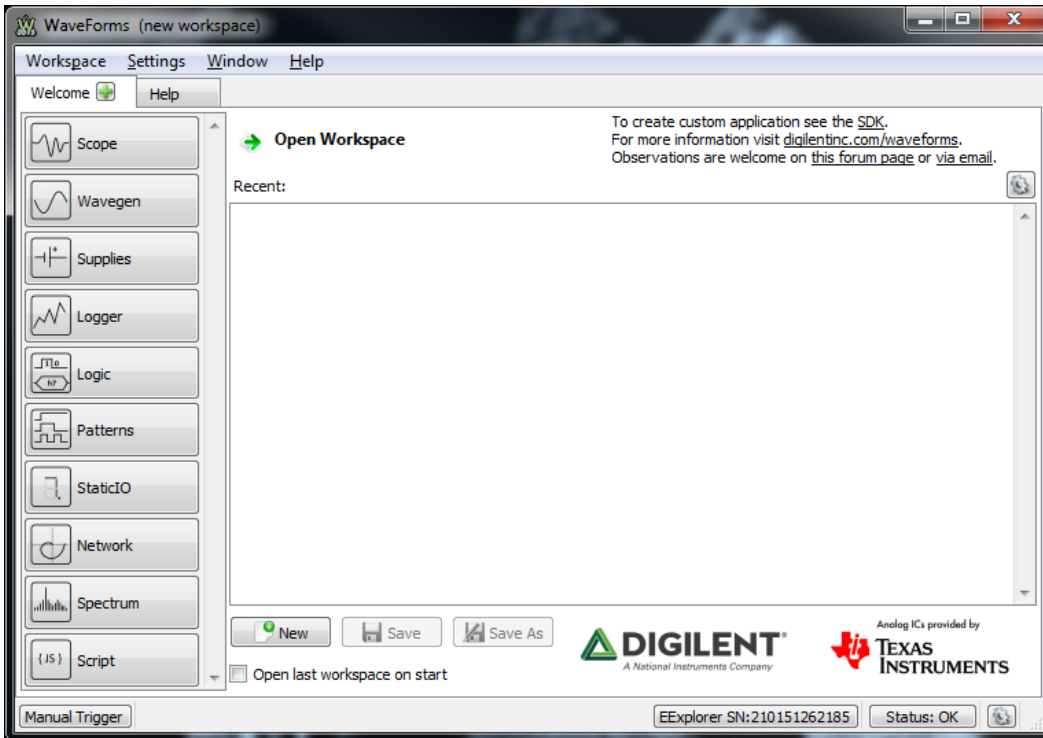 WaveForms (new workspace)
Workspace Settings Window Help
Welcome Help
Scope
Wavegen
Supplies
Logger
Logic
Patterns
StaticIO
Network
Spectrum
{JS} Script
Open Workspace
To create custom application see the SDK.
For more information visit digilentinc.com/waveforms.
Observations are welcome on this forum page or via email.
Recent:
New Save Save As
Open last workspace on start
DIGILENT
A National Instruments Company
Analog ICs provided by
TEXAS
INSTRUMENTS
Manual Trigger EExplorer SN:210151262185 Status: OK